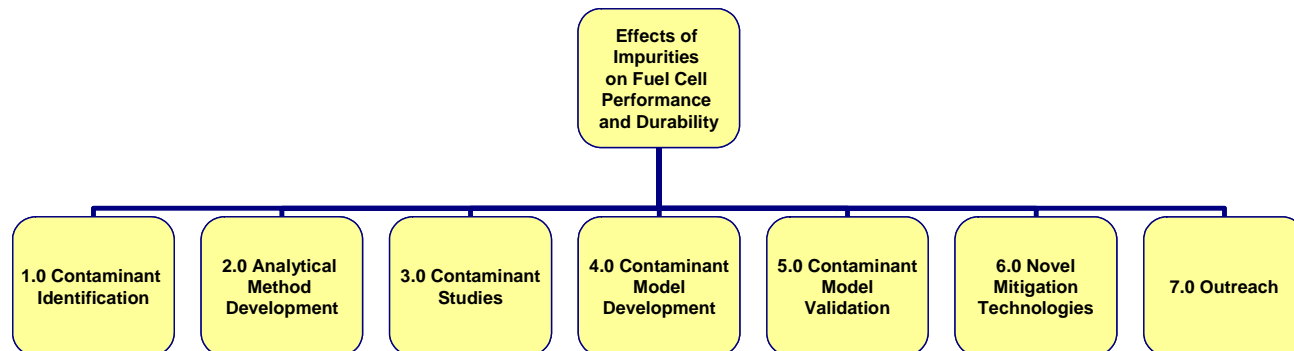 Effects of
Impurities
on Fuel Cell
Performance
and Durability
1.0 Contaminant
Identification
2.0 Analytical
Method
Development
3.0 Contaminant
Studies
4.0 Contaminant
Model
Development
5.0 Contaminant
Model
Validation
6.0 Novel
Mitigation
Technologies
7.0 Outreach